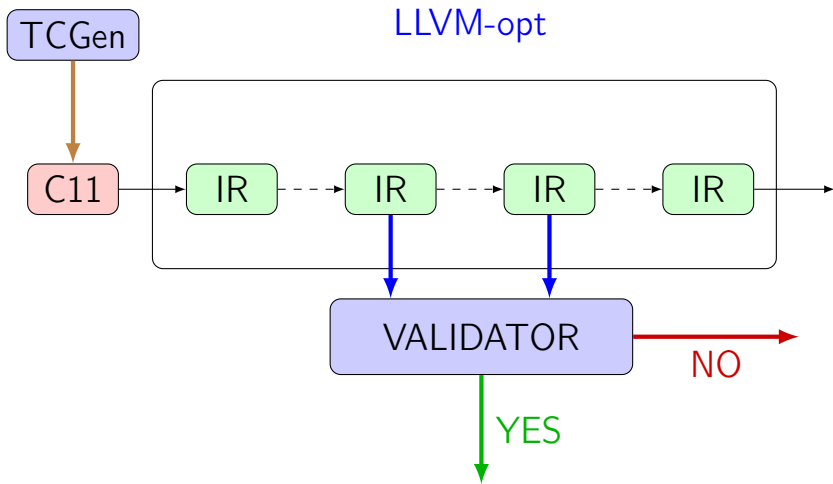 LLVM-opt
TCGen
C11
IR
IR
IR
IR
VALIDATOR
NO
YES